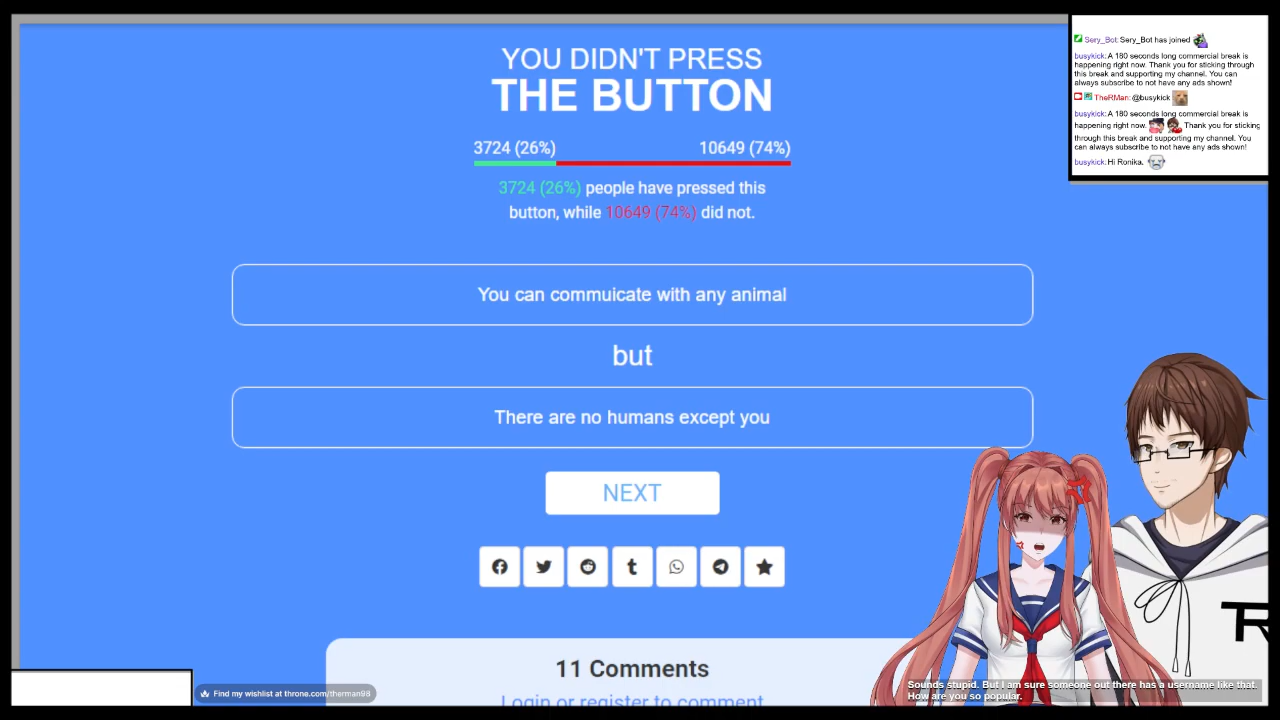 YOU DIDN'T PRESS
THE BUTTON
3724 (26%) 10649 (74%)
3724 (26%) people have pressed this
button, while 10649 (74%) did not.
You can commuicate with any animal
but
There are no humans except you
NEXT
11 Comments
Login or register to comment
Sery_Bot: Sery_Bot has joined
busykick: A 180 seconds long commercial break is
happening right now. Thank you for sticking through
this break and supporting my channel. You can
always subscribe to not have any ads shown!
TheRMan: @busykick
busykick: A 180 seconds long commercial break is
happening right now. Thank you for sticking
through this break and supporting my channel. You
can always subscribe to not have any ads shown!
busykick: Hi Ronika.
TR
Find my wishlist at throne.com/therman98
Sounds stupid. But I am sure someone out there has a username like that.
How are you so popular.